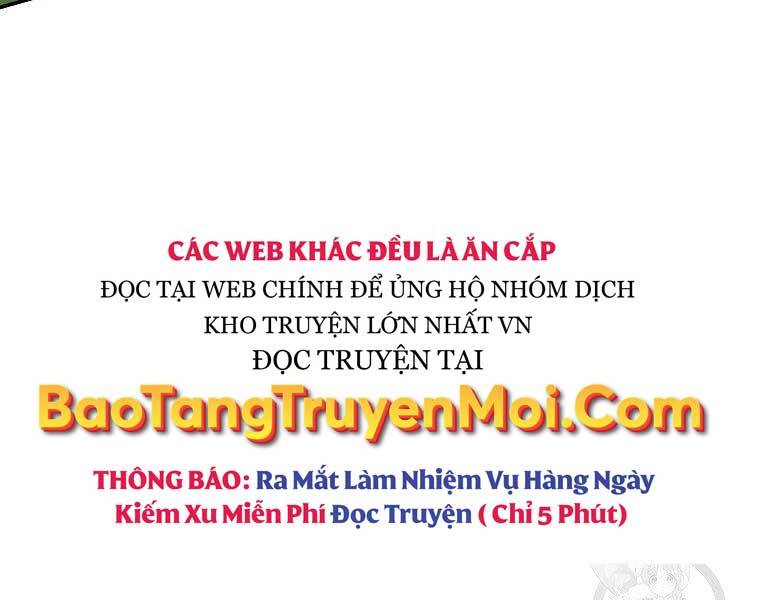 CÁC WEB KHÁC ĐỀU LÀ ĂN CẮP
ĐỌC TẠI WEB CHÍNH ĐỂ ỦNG HỘ NHÓM DỊCH
KHO TRUYỆN LỚN NHẤT VN
ĐỌC TRUYỆN TẠI
BaoTangTruyenMoi.Com
THÔNG BÁO: Ra Mắt Làm Nhiệm Vụ Hàng Ngày
Kiếm Xu Miễn Phí Đọc Truyện ( Chỉ 5 Phút)